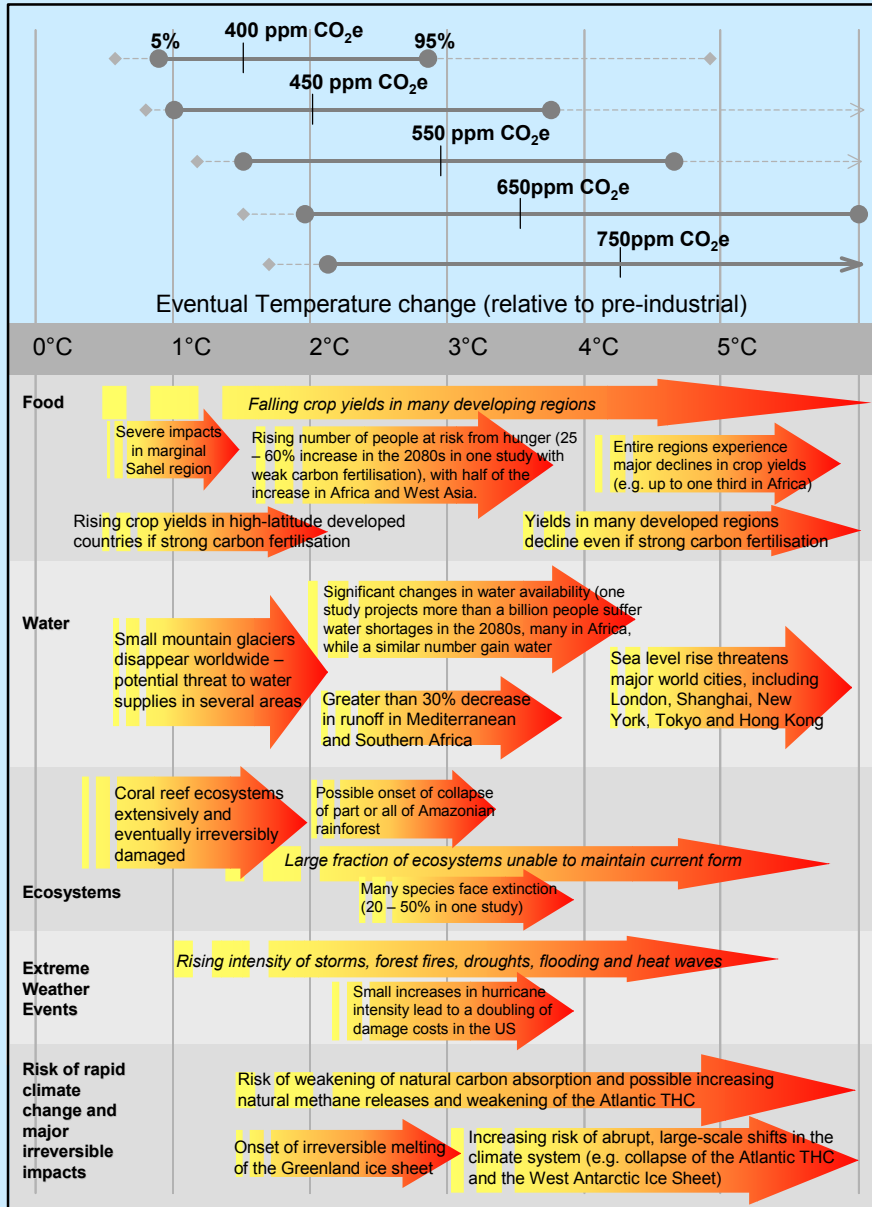 5%
400 ppm CO2e
95%
450 ppm CO2e
550 ppm CO2e
650ppm CO2e
750ppm CO2e
Eventual Temperature change (relative to pre-industrial)
0°C 1°C 2°C 3°C 4°C 5°C
Food
Falling crop yields in many developing regions
Severe impacts
in marginal
Sahel region
Rising number of people at risk from hunger (25
– 60% increase in the 2080s in one study with
weak carbon fertilisation), with half of the
increase in Africa and West Asia.
Entire regions experience
major declines in crop yields
(e.g. up to one third in Africa)
Rising crop yields in high-latitude developed
countries if strong carbon fertilisation
Yields in many developed regions
decline even if strong carbon fertilisation
Water
Significant changes in water availability (one
study projects more than a billion people suffer
water shortages in the 2080s, many in Africa,
while a similar number gain water
Small mountain glaciers
disappear worldwide –
potential threat to water
supplies in several areas
Greater than 30% decrease
in runoff in Mediterranean
and Southern Africa
Sea level rise threatens
major world cities, including
London, Shanghai, New
York, Tokyo and Hong Kong
Ecosystems
Coral reef ecosystems
extensively and
eventually irreversibly
damaged
Possible onset of collapse
of part or all of Amazonian
rainforest
Large fraction of ecosystems unable to maintain current form
Many species face extinction
(20 – 50% in one study)
Extreme
Weather
Events
Rising intensity of storms, forest fires, droughts, flooding and heat waves
Small increases in hurricane
intensity lead to a doubling of
damage costs in the US
Risk of rapid
climate
change and
major
irreversible
impacts
Risk of weakening of natural carbon absorption and possible increasing
natural methane releases and weakening of the Atlantic THC
Onset of irreversible melting
of the Greenland ice sheet
Increasing risk of abrupt, large-scale shifts in the
climate system (e.g. collapse of the Atlantic THC
and the West Antarctic Ice Sheet)